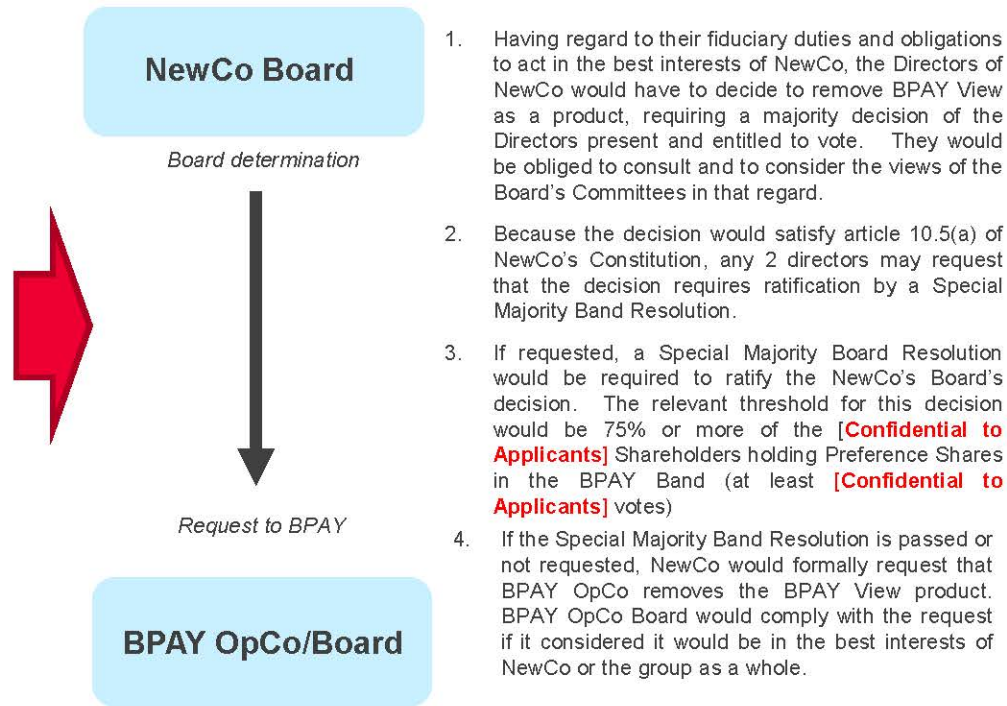 NewCo Board
Board determination
Request to BPAY
BPAY OpCo/Board
1. Having regard to their fiduciary duties and obligations
to act in the best interests of NewCo, the Directors of
NewCo would have to decide to remove BPAY View
as a product, requiring a majority decision of the
Directors present and entitled to vote. They would
be obliged to consult and to consider the views of the
Board's Committees in that regard.
2. Because the decision would satisfy article 10.5(a) of
NewCo's Constitution, any 2 directors may request
that the decision requires ratification by a Special
Majority Band Resolution.
3. If requested, a Special Majority Board Resolution
would be required to ratify the NewCo's Board's
decision. The relevant threshold for this decision
would be 75% or more of the [Confidential to
Applicants] Shareholders holding Preference Shares
in the BPAY Band (at least [Confidential to
Applicants] votes)
4. If the Special Majority Band Resolution is passed or
not requested, NewCo would formally request that
BPAY OpCo removes the BPAY View product.
BPAY OpCo Board would comply with the request
if it considered it would be in the best interests of
NewCo or the group as a whole.